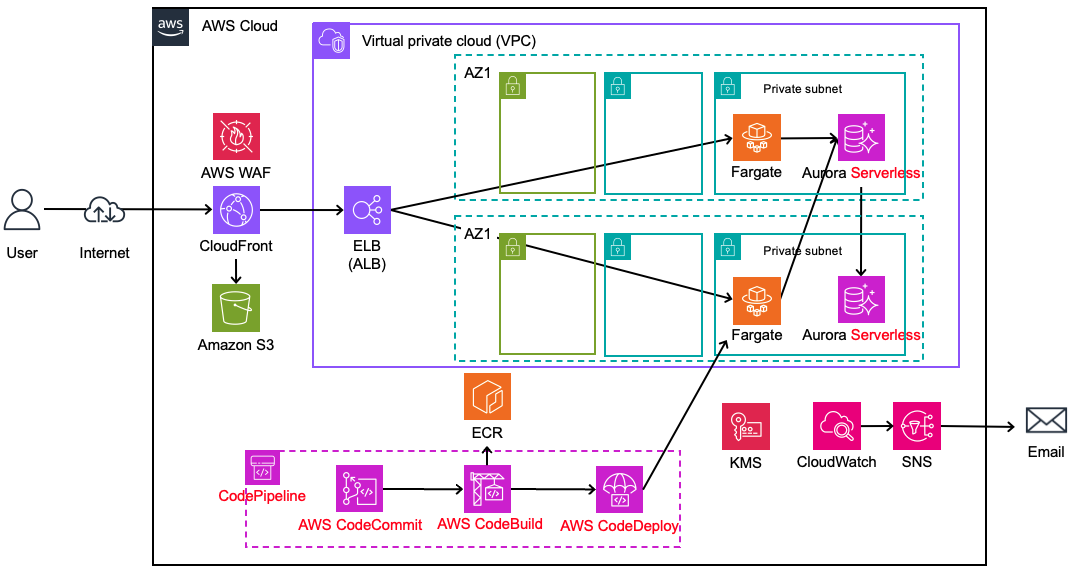 aws
AWS Cloud
Virtual private cloud (VPC)
AZ1
Private subnet
AWS WAF
Fargate
Aurora Serverless
User
Internet
CloudFront
ELB
(ALB)
AZ1
Private subnet
Amazon S3
Fargate
Aurora Serverless
ECR
KMS
CloudWatch
SNS
Email
CodePipeline
AWS CodeCommit
AWS CodeBuild
AWS CodeDeploy